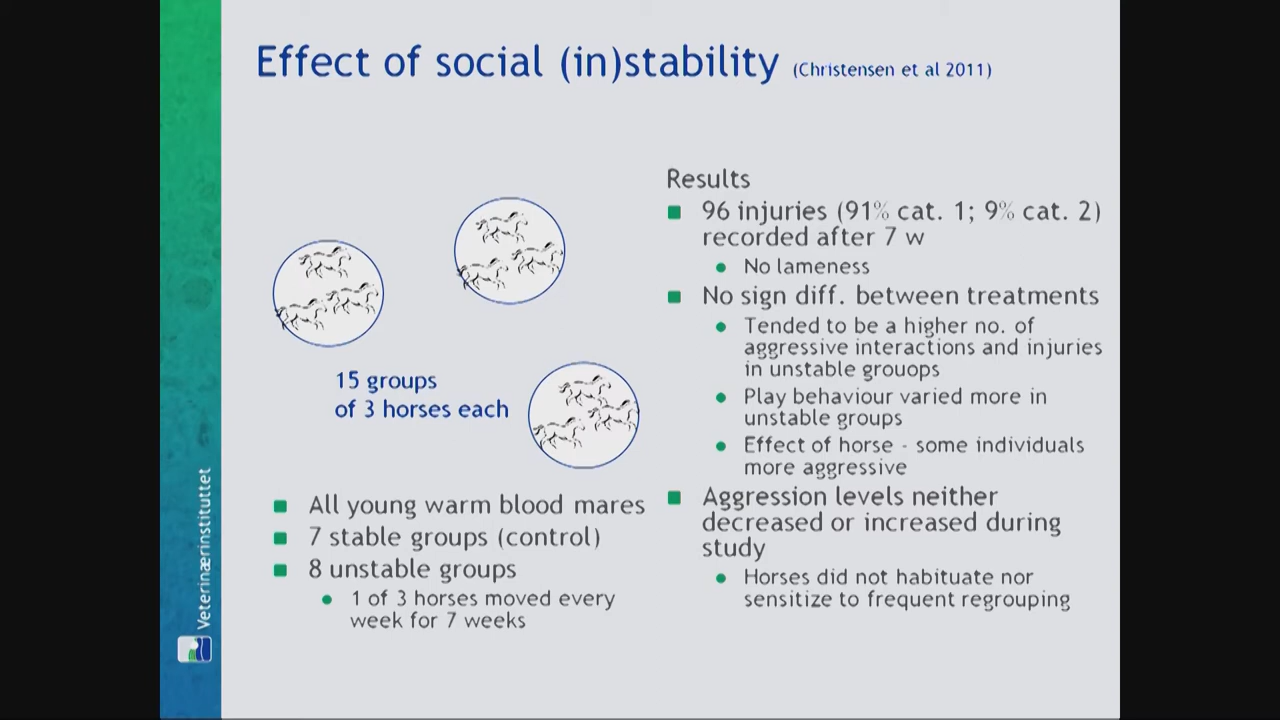 Effect of social (in)stability (Christensen et al 2011)
15 groups
of 3 horses each
All young warm blood mares
7 stable groups (control)
8 unstable groups
1 of 3 horses moved every
week for 7 weeks
Results
96 injuries (91% cat. 1; 9% cat. 2)
recorded after 7 w
No lameness
No sign diff. between treatments
Tended to be a higher no. of
aggressive interactions and injuries
in unstable grouops
Play behaviour varied more in
unstable groups
Effect of horse - some individuals
more aggressive
Aggression levels neither
decreased or increased during
study
Horses did not habituate nor
sensitize to frequent regrouping
Veterinærinstituttet